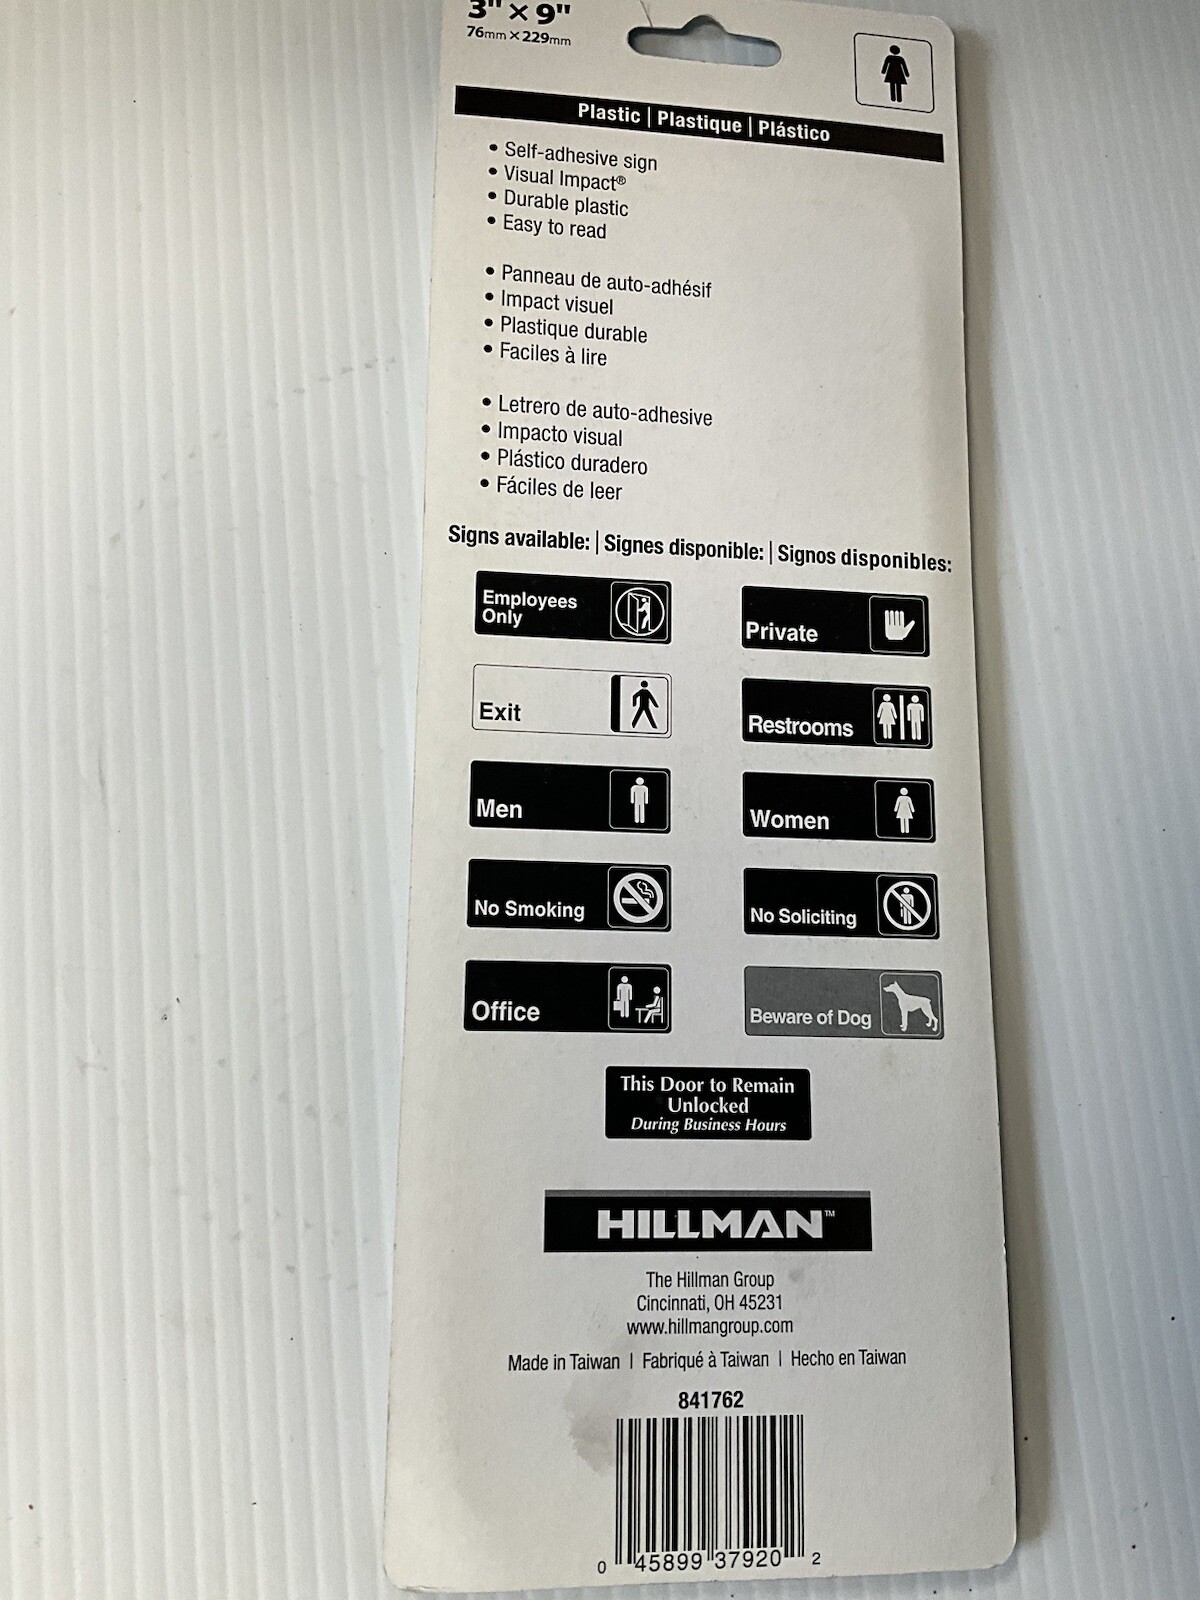 3" × 9"
76mm × 229mm
Plastic | Plastique | Plástico
• Self-adhesive sign
• Visual Impact®
• Durable plastic
• Easy to read
• Panneau de auto-adhésif
• Impact visuel
• Plastique durable
• Faciles à lire
• Letrero de auto-adhesive
• Impacto visual
• Plástico duradero
• Fáciles de leer
Signs available: | Signes disponible: | Signos disponibles:
Employees
Only
Private
Exit
Restrooms
Men
Women
No Smoking
No Soliciting
Office
Beware of Dog
This Door to Remain
Unlocked
During Business Hours
HILLMAN™
The Hillman Group
Cincinnati, OH 45231
www.hillmangroup.com
Made in Taiwan | Fabriqué à Taiwan | Hecho en Taiwan
841762
0 45899 37920 2